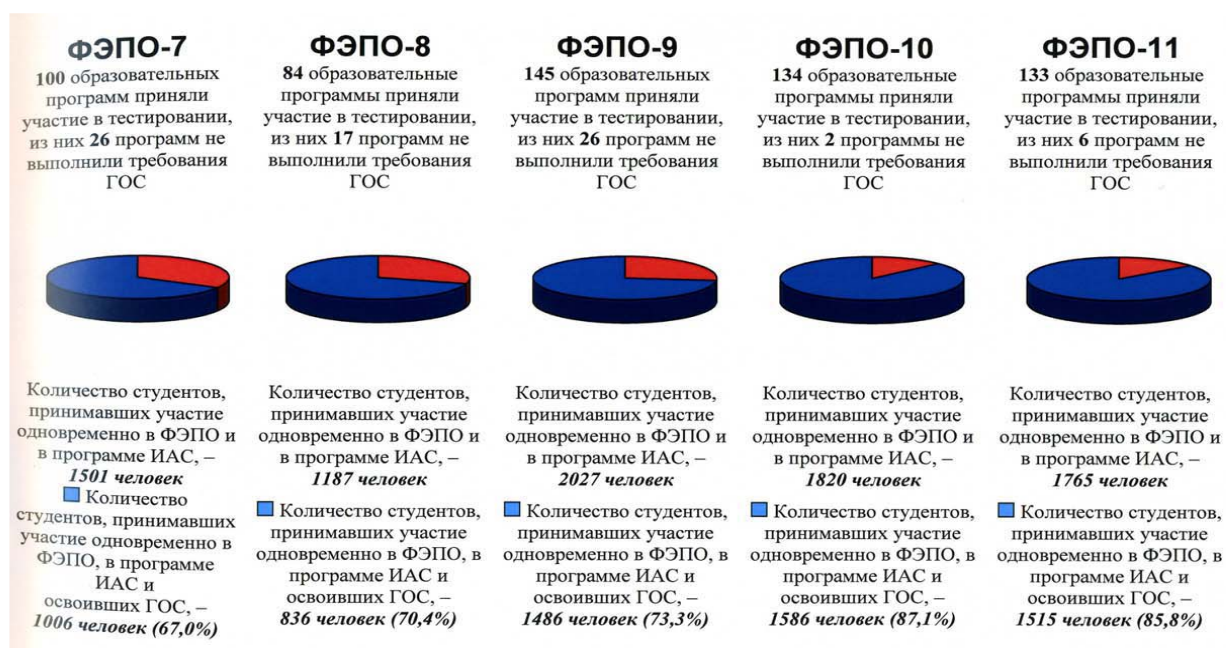 ФЭПО-7
100 образовательных
программ приняли
участие в тестировании,
из них 26 программ не
выполнили требования
ГОС
Количество студентов,
принимавших участие
одновременно в ФЭПО и
в программе ИАС, –
1501 человек
Количество
студентов, принимавших
участие одновременно в
ФЭПО, в программе
ИАС и
освоивших ГОС, –
1006 человек (67,0%)
ФЭПО-8
84 образовательные
программы приняли
участие в тестировании,
из них 17 программ не
выполнили требования
ГОС
Количество студентов,
принимавших участие
одновременно в ФЭПО и
в программе ИАС, –
1187 человек
Количество студентов,
принимавших участие
одновременно в ФЭПО, в
программе ИАС и
освоивших ГОС, –
836 человек (70,4%)
ФЭПО-9
145 образовательных
программ приняли
участие в тестировании,
из них 26 программ не
выполнили требования
ГОС
Количество студентов,
принимавших участие
одновременно в ФЭПО и
в программе ИАС, –
2027 человек
Количество студентов,
принимавших участие
одновременно в ФЭПО, в
программе ИАС и
освоивших ГОС, –
1486 человек (73,3%)
ФЭПО-10
134 образовательные
программы приняли
участие в тестировании,
из них 2 программы не
выполнили требования
ГОС
Количество студентов,
принимавших участие
одновременно в ФЭПО и
в программе ИАС, –
1820 человек
Количество студентов,
принимавших участие
одновременно в ФЭПО, в
программе ИАС и
освоивших ГОС, –
1586 человек (87,1%)
ФЭПО-11
133 образовательные
программы приняли
участие в тестировании,
из них 6 программ не
выполнили требования
ГОС
Количество студентов,
принимавших участие
одновременно в ФЭПО и
в программе ИАС, –
1765 человек
Количество студентов,
принимавших участие
одновременно в ФЭПО, в
программе ИАС и
освоивших ГОС, –
1515 человек (85,8%)